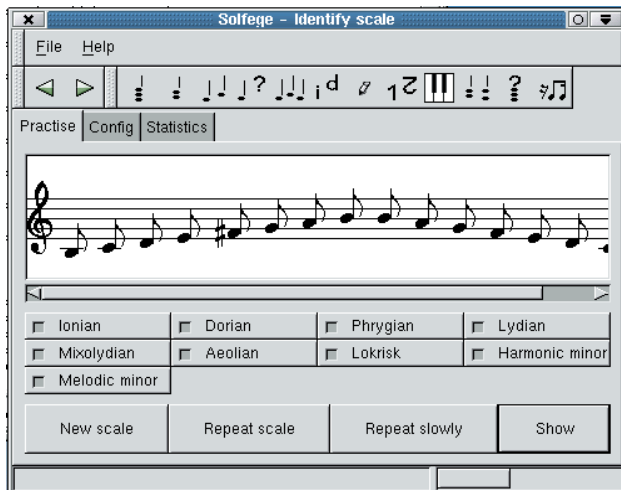 Solfege - Identify scale
File Help
Practise Config Statistics
Ionian Dorian Phrygian Lydian
Mixolydian Aeolian Lokrisk Harmonic minor
Melodic minor
New scale Repeat scale Repeat slowly Show